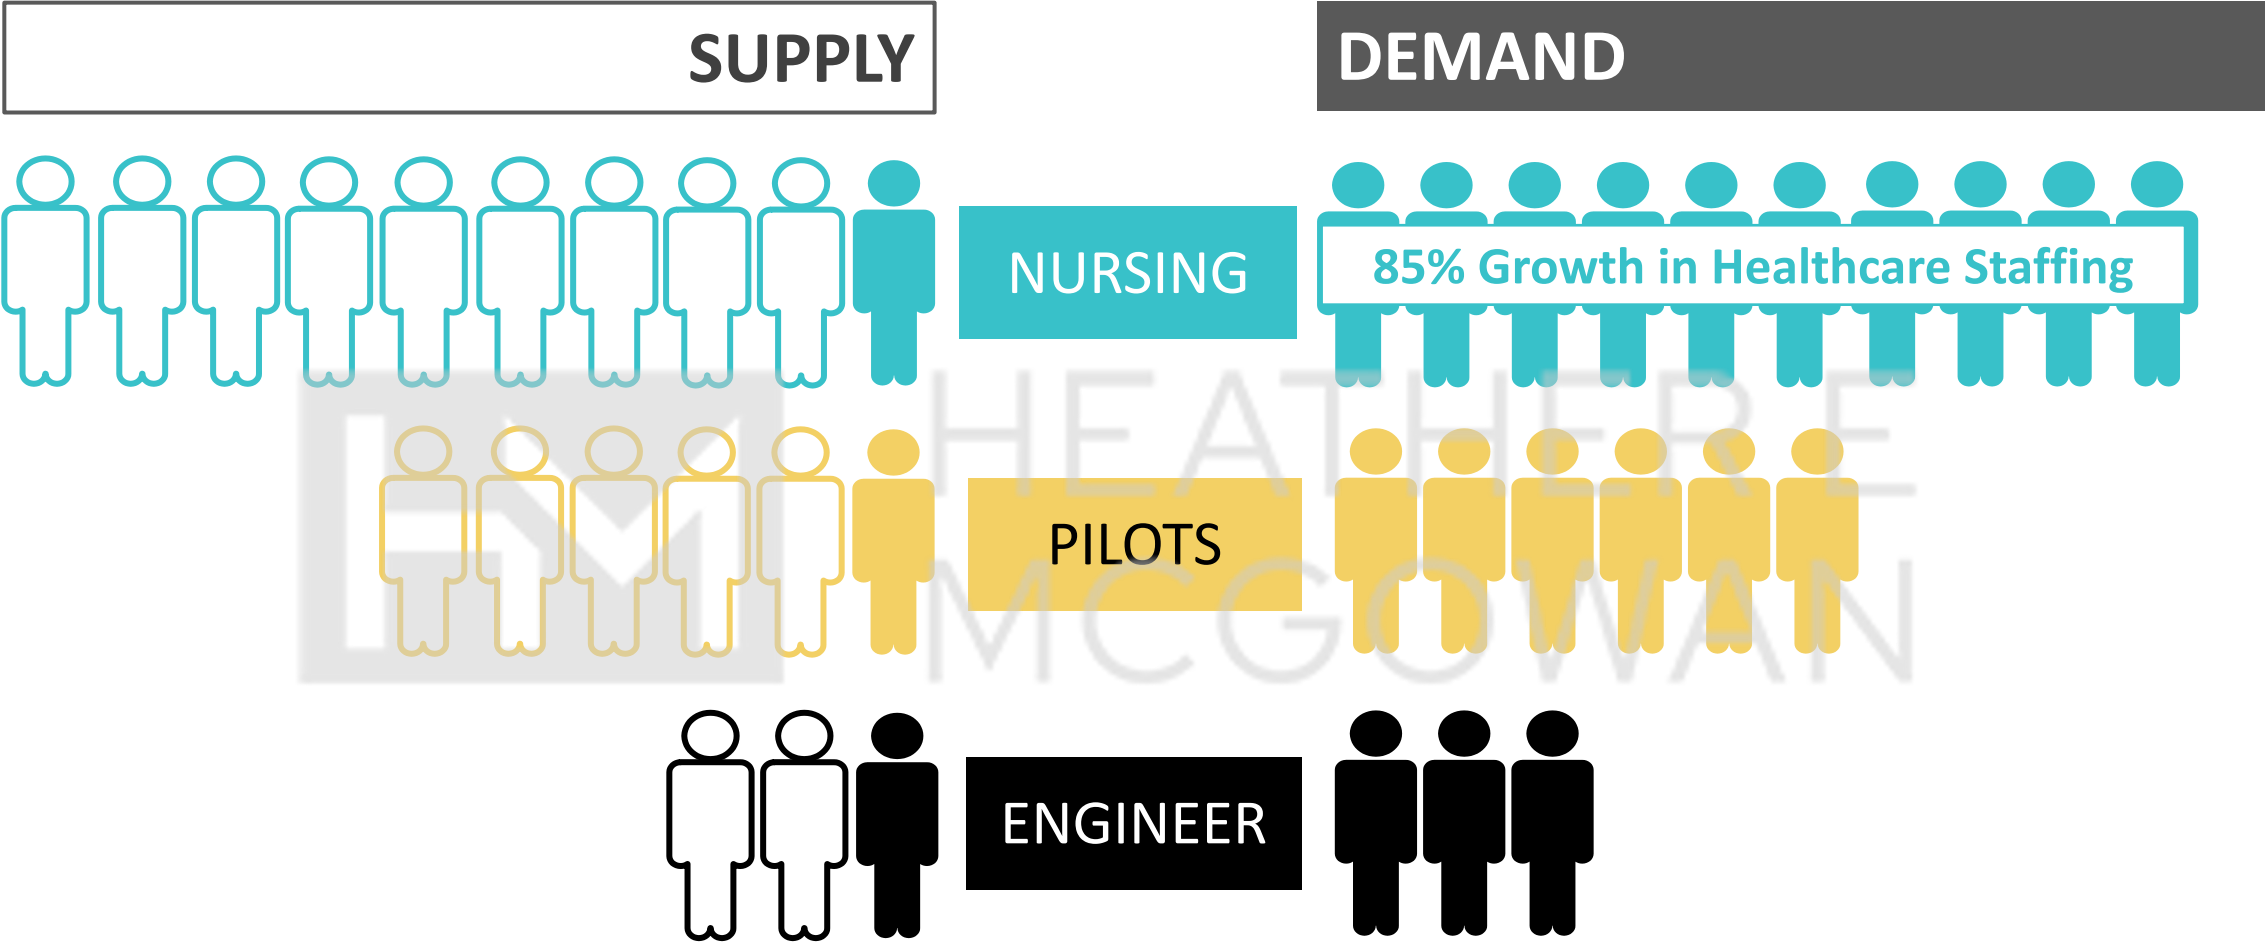 SUPPLY
DEMAND
NURSING
85% Growth in Healthcare Staffing
HEATHER E
MCGOWAN
PILOTS
ENGINEER